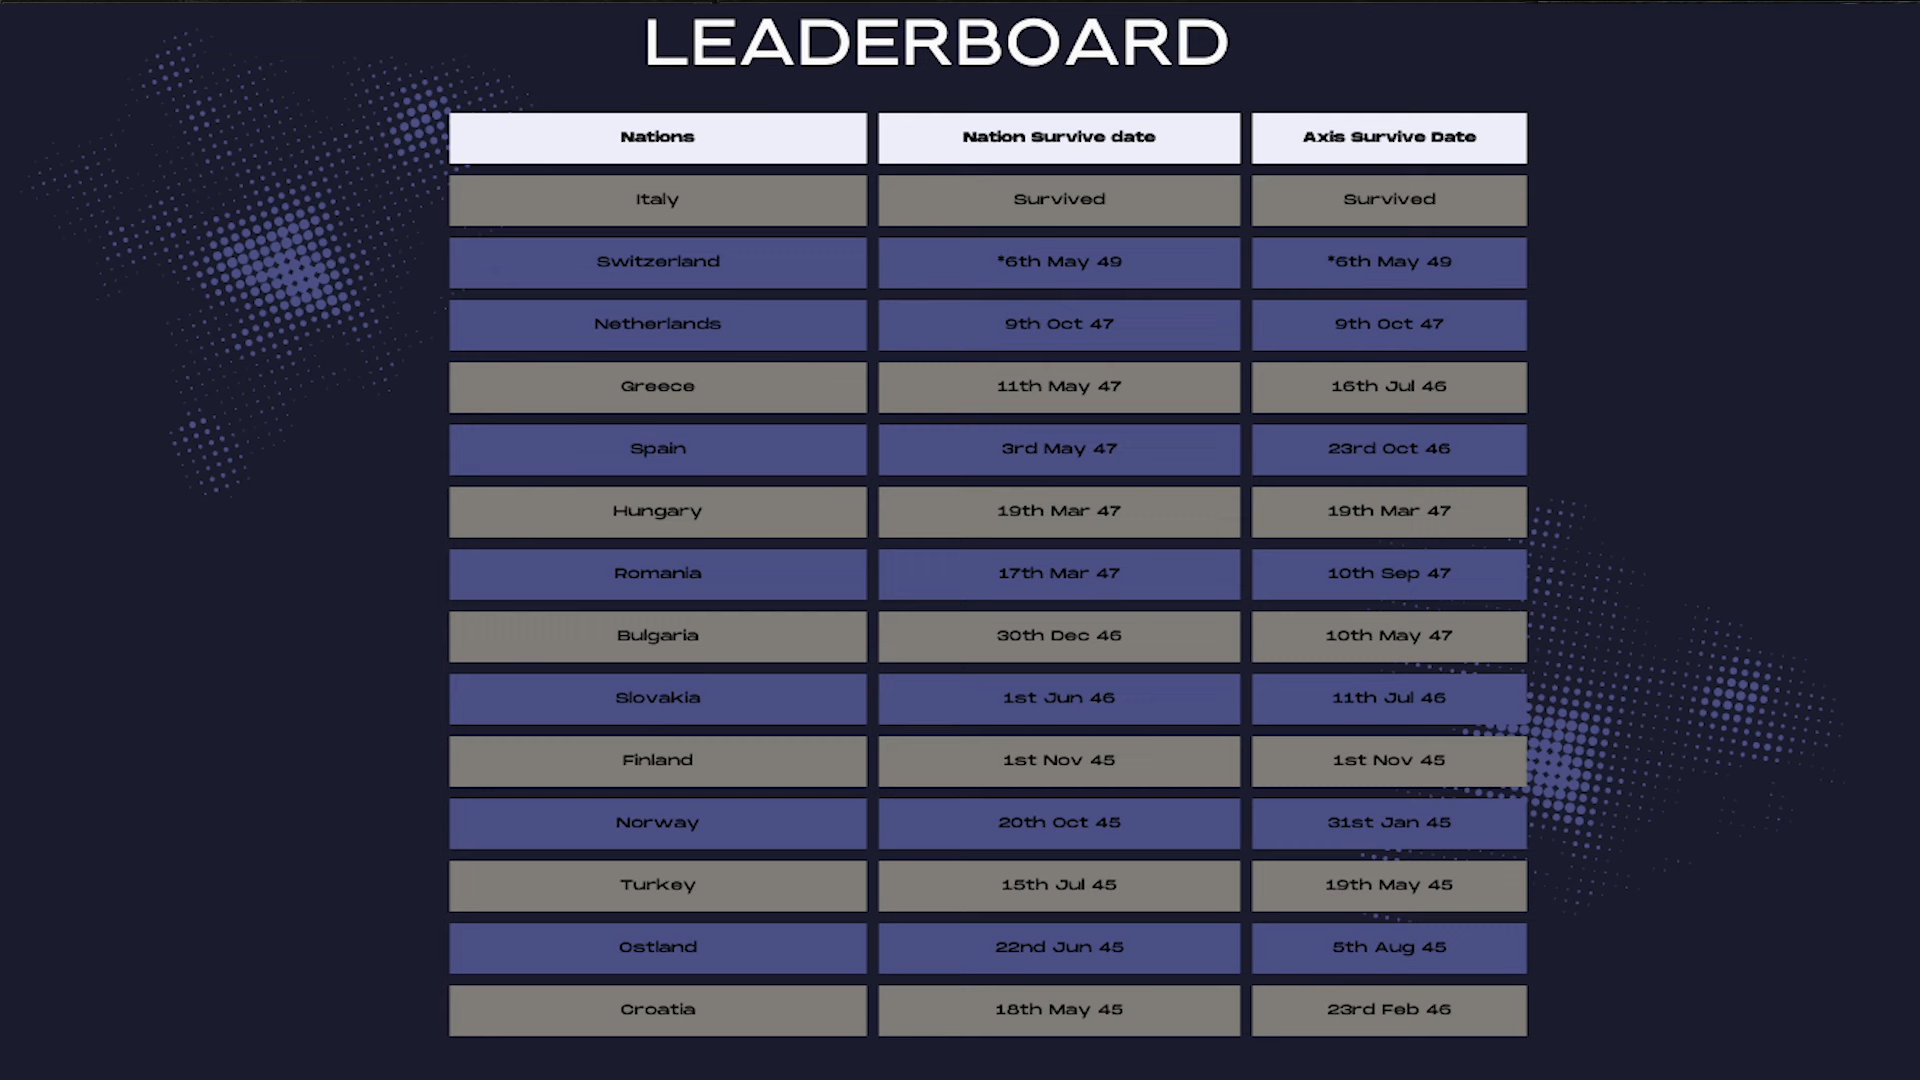 LEADERBOARD
Nations Nation Survive date Axis Survive Date
Italy Survived Survived
Switzerland *6th May 49 *6th May 49
Netherlands 9th Oct 47 9th Oct 47
Greece 11th May 47 16th Jul 46
Spain 3rd May 47 23rd Oct 46
Hungary 19th Mar 47 19th Mar 47
Romania 17th Mar 47 10th Sep 47
Bulgaria 30th Dec 46 10th May 47
Slovakia 1st Jun 46 11th Jul 46
Finland 1st Nov 45 1st Nov 45
Norway 20th Oct 45 31st Jan 45
Turkey 15th Jul 45 19th May 45
Ostland 22nd Jun 45 5th Aug 45
Croatia 18th May 45 23rd Feb 46